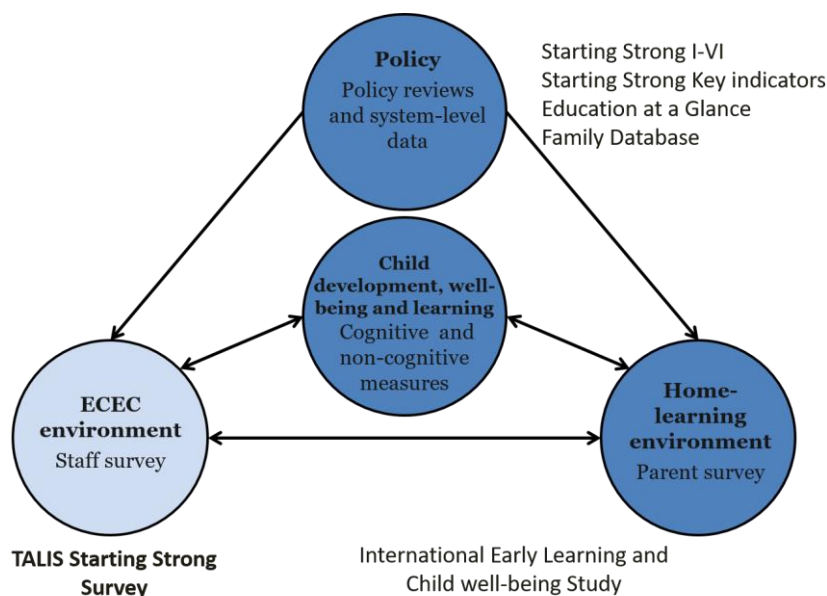 Policy
Policy reviews
and system-level
data
Starting Strong I-VI
Starting Strong Key indicators
Education at a Glance
Family Database
Child
development, well-
being and learning
Cognitive and
non-cognitive
measures
ECEC
environment
Staff survey
Home-
learning
environment
Parent survey
TALIS Starting Strong
Survey
International Early Learning and
Child well-being Study